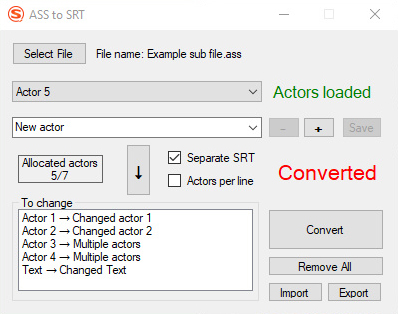 ASS to SRT
Select File
File name: Example sub file.ass
Actor 5
Actors loaded
New actor
-
+
Save
Allocated actors
5/7
↓
Separate SRT
Actors per line
Converted
To change
Actor 1 → Changed actor 1
Actor 2 → Changed actor 2
Actor 3 → Multiple actors
Actor 4 → Multiple actors
Text → Changed Text
Convert
Remove All
Import
Export